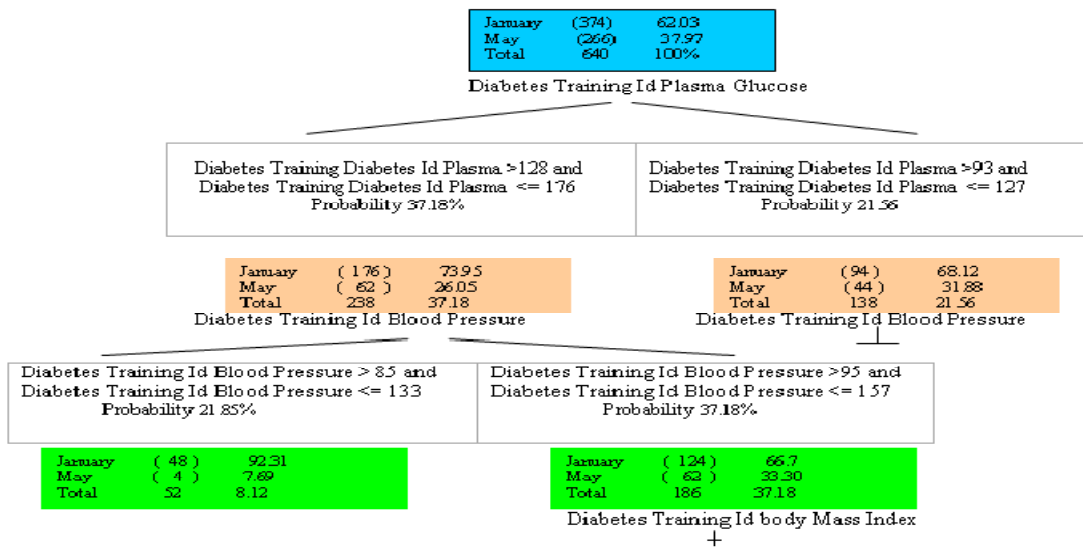 January (374) 62.03
May (266) 37.97
Total 640 100%
Diabetes Training Id Plasma Glucose
Diabetes Training Diabetes Id Plasma >128 and
Diabetes Training Diabetes Id Plasma <= 176
Probability 37.18%
Diabetes Training Diabetes Id Plasma >93 and
Diabetes Training Diabetes Id Plasma <= 127
Probability 21.56
January ( 176 ) 73.95
May ( 62 ) 26.05
Total 238 37.18
Diabetes Training Id Blood Pressure
January (94) 68.12
May (44) 31.88
Total 138 21.56
Diabetes Training Id Blood Pressure
Diabetes Training Id Blood Pressure > 85 and
Diabetes Training Id Blood Pressure <= 133
Probability 21.85%
Diabetes Training Id Blood Pressure >95 and
Diabetes Training Id Blood Pressure <= 157
Probability 37.18%
January ( 48 ) 92.31
May ( 4 ) 7.69
Total 52 8.12
January ( 124 ) 66.7
May ( 62 ) 33.30
Total 186 37.18
Diabetes Training Id body Mass Index